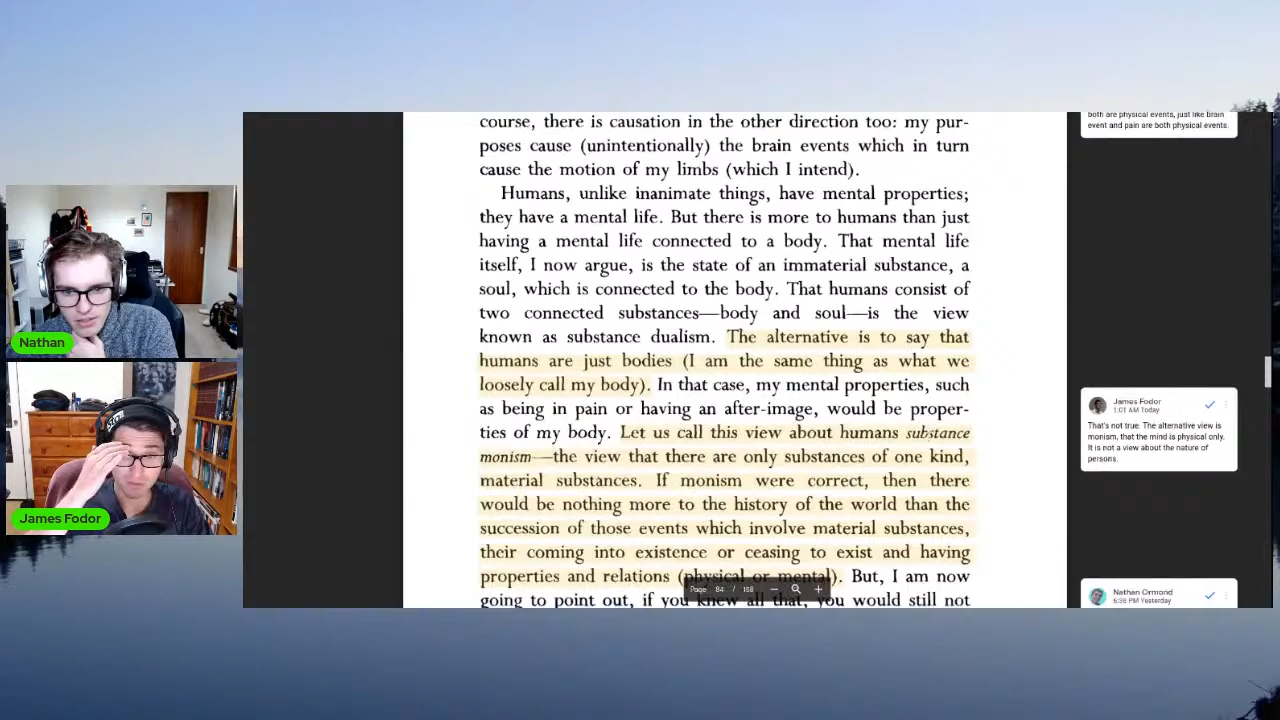 course, there is causation in the other direction too: my pur-
poses cause (unintentionally) the brain events which in turn
cause the motion of my limbs (which I intend).
Humans, unlike inanimate things, have mental properties;
they have a mental life. But there is more to humans than just
having a mental life connected to a body. That mental life
itself, I now argue, is the state of an immaterial substance, a
soul, which is connected to the body. That humans consist of
two connected substances—body and soul—is the view
known as substance dualism. The alternative is to say that
humans are just bodies (I am the same thing as what we
loosely call my body). In that case, my mental properties, such
as being in pain or having an after-image, would be proper-
ties of my body. Let us call this view about humans substance
monism—the view that there are only substances of one kind,
material substances. If monism were correct, then there
would be nothing more to the history of the world than the
succession of those events which involve material substances,
their coming into existence or ceasing to exist and having
properties and relations (physical or mental). But, I am now
going to point out, if you knew all that, you would still not
Page 84 / 158
both are physical events, just like brain
event and pain are both physical events.
James Fodor
1:01 AM Today
That's not true. The alternative view is
monism, that the mind is physical only.
It is not a view about the nature of
persons.
Nathan Ormond
6:38 PM Yesterday
Nathan
James Fodor